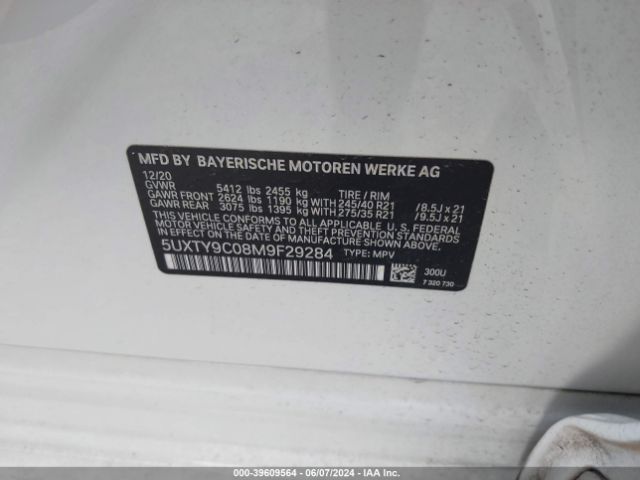 MFD BY BAYERISCHE MOTOREN WERKE AG
12/20
GVWR 5412 lbs 2455 kg TIRE / RIM
GAWR FRONT 2624 lbs 1190 kg WITH 245/40 R21 /8.5J x 21
GAWR REAR 3075 lbs 1395 kg WITH 275/35 R21 /9.5J x 21
THIS VEHICLE CONFORMS TO ALL APPLICABLE U.S. FEDERAL
MOTOR VEHICLE SAFETY, BUMPER AND THEFT PREVENTION
STANDARDS IN EFFECT ON THE DATE OF MANUFACTURE SHOWN ABOVE.
5UXTY9C08M9F29284 TYPE: MPV
300U
7 320 730
000-39609564 / 06/07/2024 - IAA Inc.